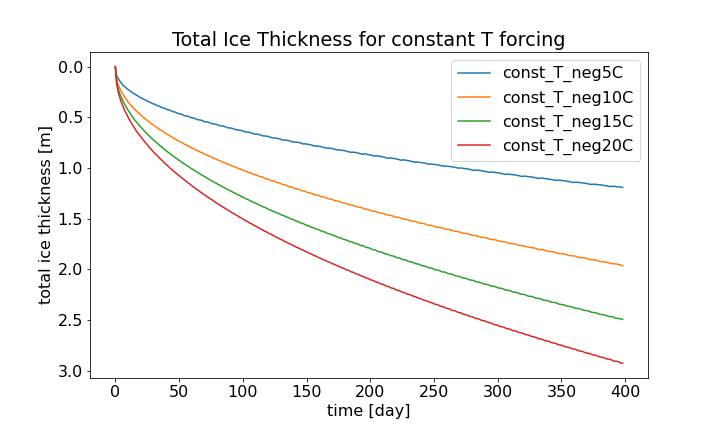 Total Ice Thickness for constant T forcing
const_T_neg5C
const_T_neg10C
const_T_neg15C
const_T_neg20C
total ice thickness [m]
0.0
0.5
1.0
1.5
2.0
2.5
3.0
0 50 100 150 200 250 300 350 400
time [day]